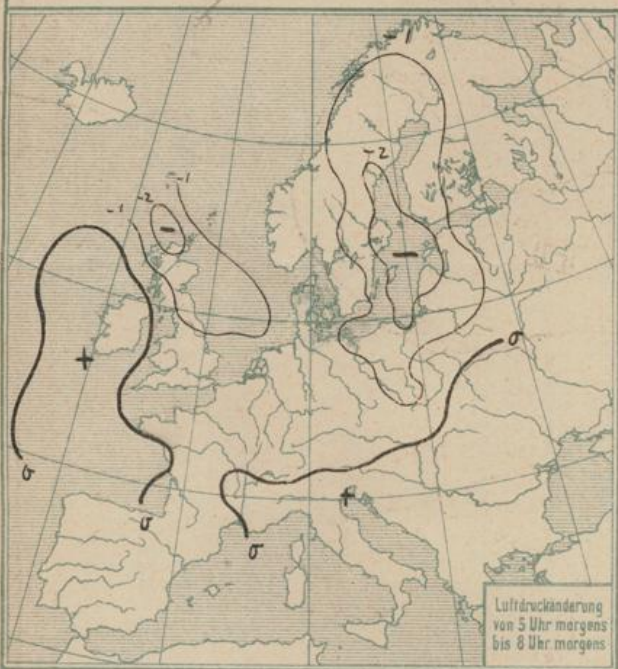 -1
-2
-1
-2
-1
-
-
+
σ
σ
σ
σ
+
Luftdruckänderung
von 5 Uhr morgens
bis 8 Uhr morgens